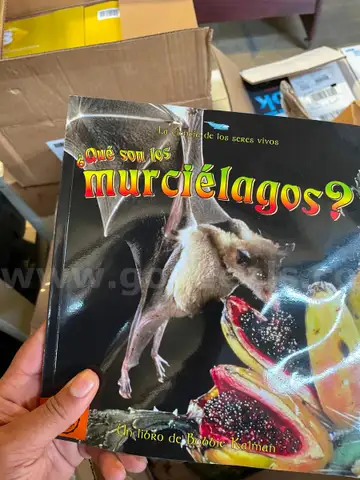 La ciencia de los seres vivos
¿Qué son los
murciélagos?
Un libro de Bobbie Kalman